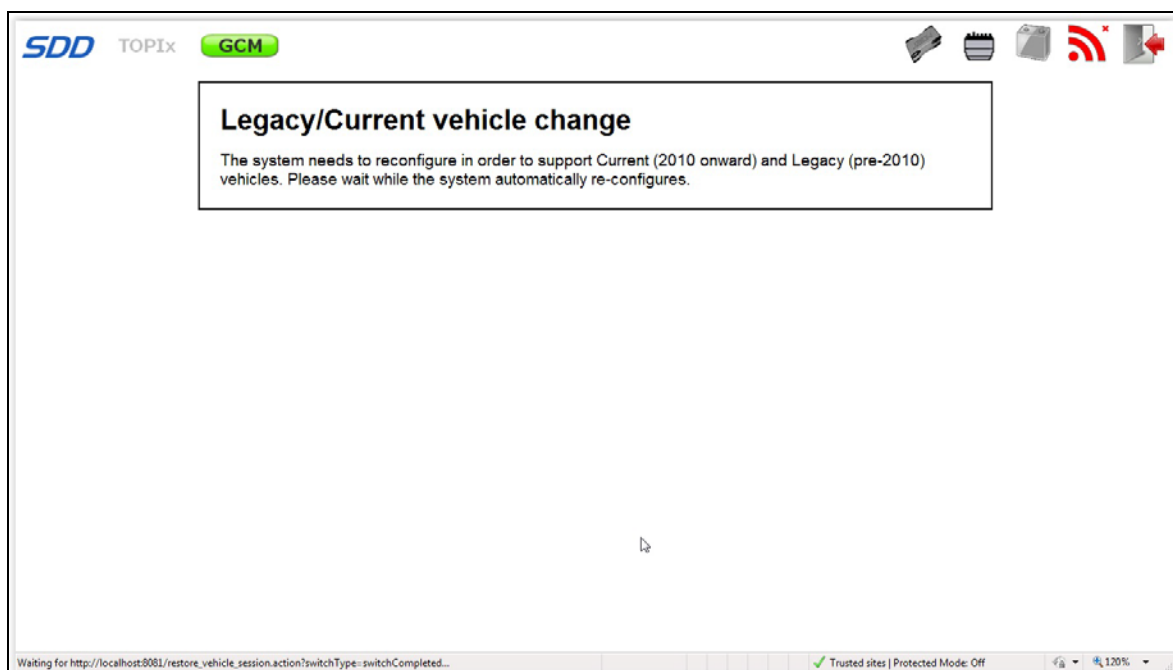 SDD TOPIx GCM
Legacy/Current vehicle change
The system needs to reconfigure in order to support Current (2010 onward) and Legacy (pre-2010)
vehicles. Please wait while the system automatically re-configures.
Waiting for http://localhost:8081/restore_vehicle_session.action?switchType=switchCompleted... Trusted sites | Protected Mode: Off 120%